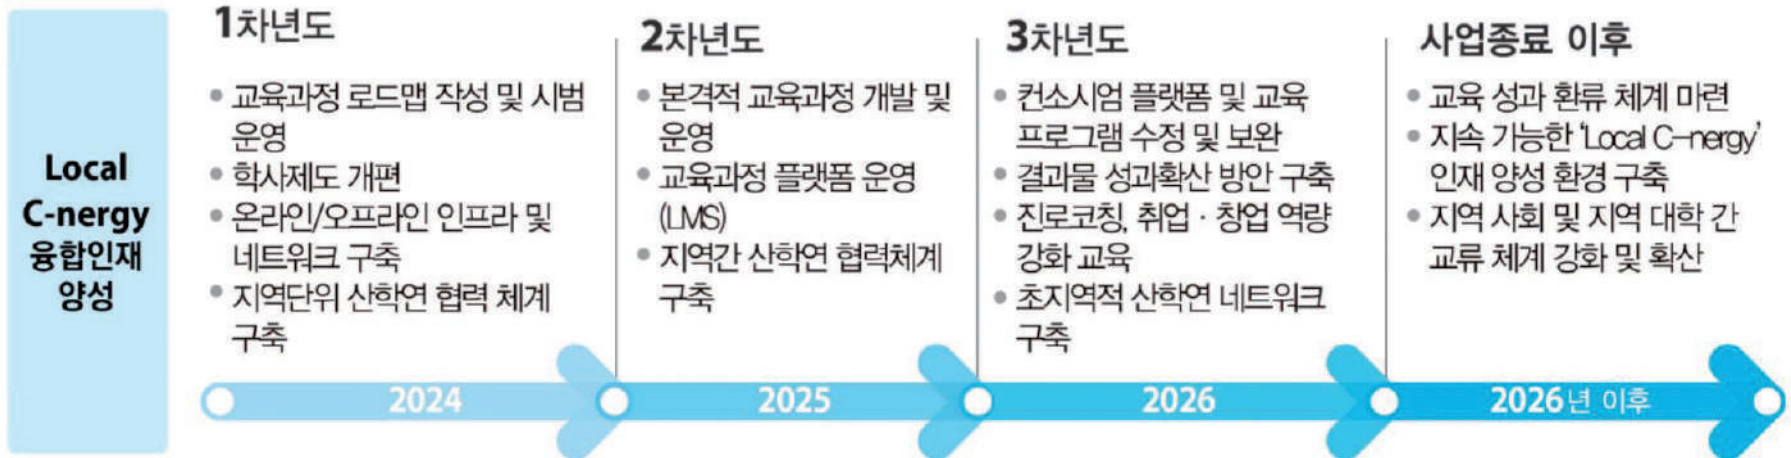 Local
C-nergy
융합인재
양성
1차년도
• 교육과정 로드맵 작성 및 시범
운영
• 학사제도 개편
• 온라인/오프라인 인프라 및
네트워크 구축
• 지역단위 산학연 협력 체계
구축
2차년도
• 본격적 교육과정 개발 및
운영
• 교육과정 플랫폼 운영
(LMS)
• 지역간 산학연 협력체계
구축
3차년도
• 컨소시엄 플랫폼 및 교육
프로그램 수정 및 보완
• 결과물 성과확산 방안 구축
• 진로코칭, 취업 · 창업 역량
강화 교육
• 초지역적 산학연 네트워크
구축
사업종료 이후
• 교육 성과 환류 체계 마련
• 지속 가능한 'Local C-nergy'
인재 양성 환경 구축
• 지역 사회 및 지역 대학 간
교류 체계 강화 및 확산
2024
2025
2026
2026년 이후